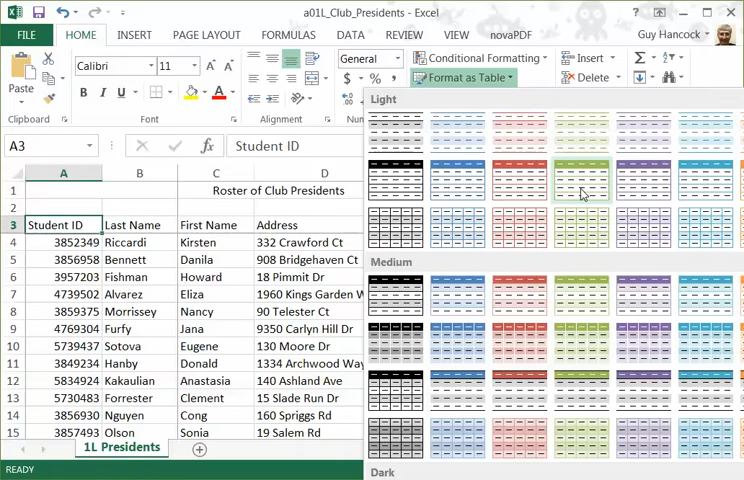 a01L_Club_Presidents - Excel
FILE HOME INSERT PAGE LAYOUT FORMULAS DATA REVIEW VIEW novaPDF Guy Hancock
Paste
Calibri 11
B I U
General
$ % ,
Conditional Formatting
Format as Table
Insert
Delete
Clipboard Font Alignment
A3 fx Student ID
Light
Medium
Dark
A B C D
1 Roster of Club Presidents
2
3 Student ID Last Name First Name Address
4 3852349 Riccardi Kirsten 332 Crawford Ct
5 3856958 Bennett Danila 908 Bridgehaven Ct
6 3957203 Fishman Howard 18 Pimmit Dr
7 4739502 Alvarez Eliza 1960 Kings Garden W
8 3859375 Morrissey Nancy 90 Telester Ct
9 4769304 Furfy Jana 9350 Carlyn Hill Dr
10 5739437 Sotova Eugene 130 Moore Dr
11 3849234 Hanby Donald 1334 Archwood Way
12 5834924 Kakaulian Anastasia 140 Ashland Ave
13 5730483 Forrester Clement 15 Slade Run Dr
14 3856930 Nguyen Cong 160 Spriggs Rd
15 3857493 Olson Sonia 19 Salem Rd
1L Presidents
READY